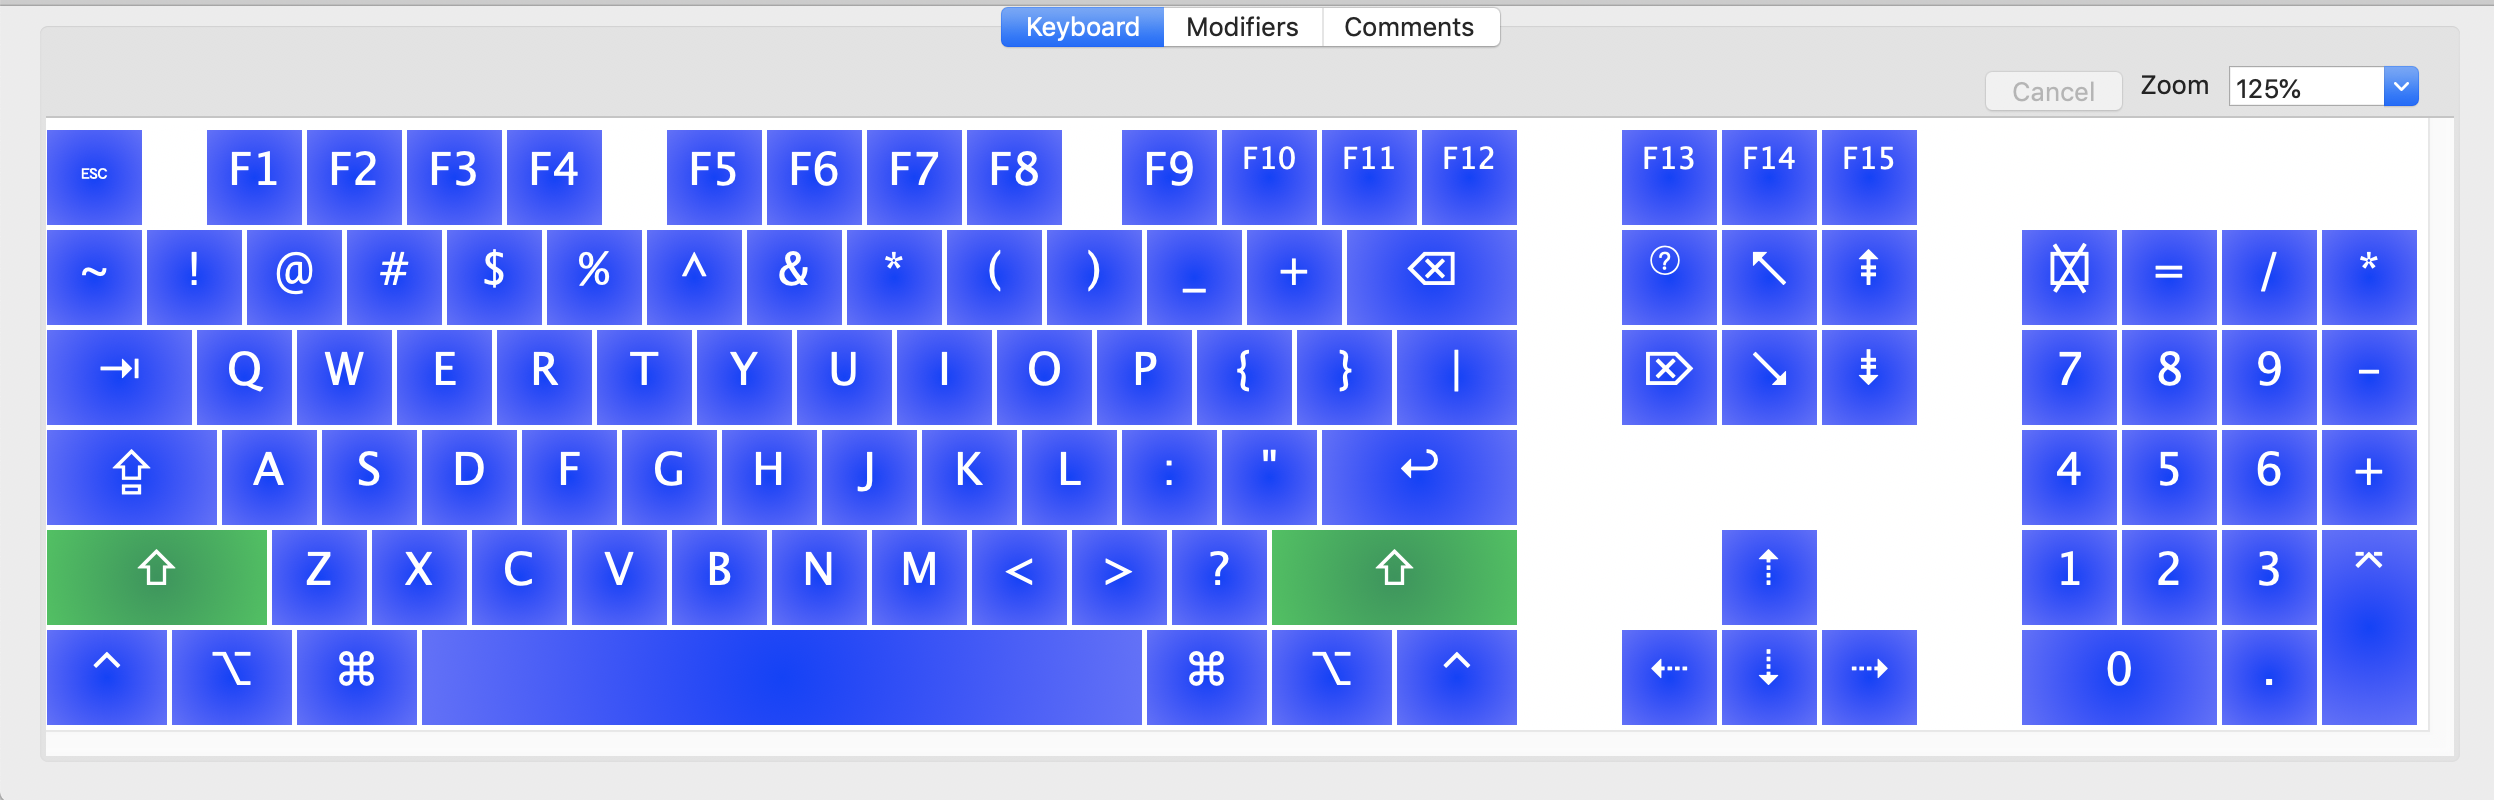 Keyboard Modifiers Comments
Cancel Zoom 125%
ESC F1 F2 F3 F4 F5 F6 F7 F8 F9 F10 F11 F12 F13 F14 F15
~ ! @ # $ % ^ & * ( ) _ + ⌫ ? ↖ ⇞ ⌧ = / *
⇥ Q W E R T Y U I O P { } | ⌦ ↘ ⇟ 7 8 9 -
⇪ A S D F G H J K L : " ↩ 4 5 6 +
⇧ Z X C V B N M < > ? ⇧ ⇡ 1 2 3 ⌤
⌃ ⌥ ⌘ ⌘ ⌥ ⌃ ⇠ ⇣ ⇢ 0 .